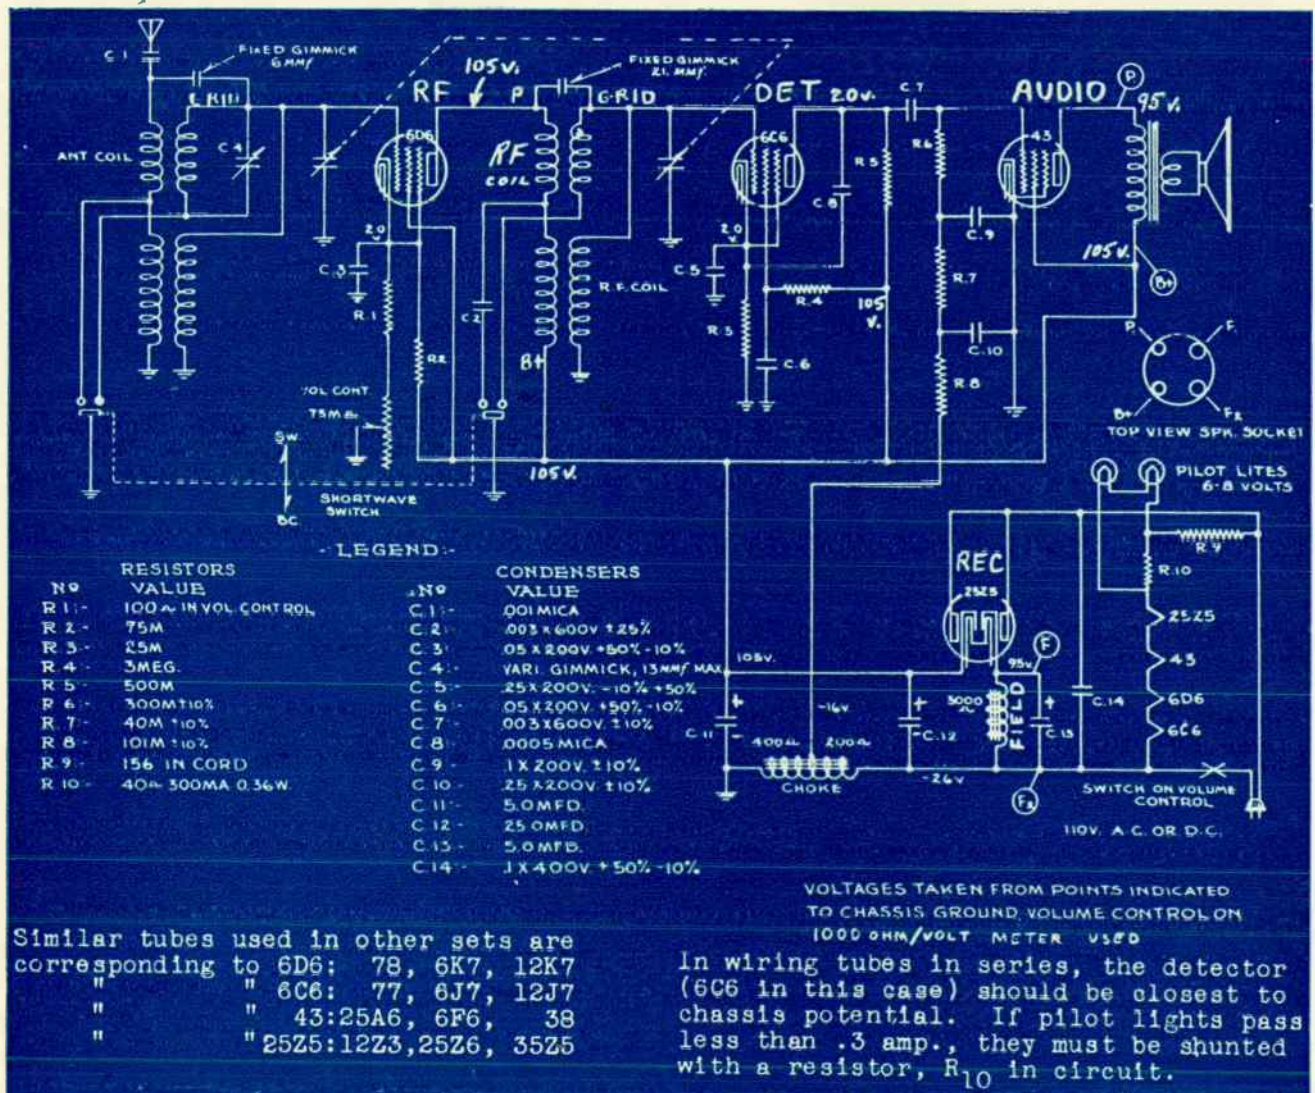 C.1
FIXED GIMMICK
6 MMf
GRID
ANT COIL
C 4
RF
105 V.
P
FIXED GIMMICK
21. MMf
GRID
6D6
RF
COIL
20
V.
C.3
R.1
R2
C 2
R.F. COIL
B+
VOL CONT
75 M
SW
BC
SHORTWAVE
SWITCH
105 V.
DET
20 V.
C.7
6C6
C 8
R 5
R6
20
V.
C.5
R.3
R.4
C.6
105
V.
C.9
R.7
C.10
R 8
AUDIO
43
P
95 V.
105 V.
B+
P.
F.
B+
F2
TOP VIEW SPK. SOCKET
PILOT LITES
6-8 VOLTS
R.9
R.10
25Z5
43
6D6
6C6
REC
25Z5
105V.
95V.
F
C.11
-16V
400Ω 200Ω
CHOKE
C.12
3000
Ω
FIELD
C.13
C.14
-26V
F2
SWITCH ON VOLUME
CONTROL
110V. A.C. OR D.C.
-:LEGEND:-
RESISTORS
Nº VALUE
R 1:- 100Ω IN VOL. CONTROL
R 2 - 75M
R 3 - 25M
R 4 - 3MEG.
R 5 - 500M
R 6 - 300M ±10%
R.7 - 40M ±10%
R 8 - 101M ±10%
R 9 - 156 IN CORD
R 10 - 40Ω 300MA 0.36W
CONDENSERS
Nº VALUE
C.1:- .001 MICA
C.2:- .003 X 600V ±25%
C.3: .05 X 200V. +50% -10%
C.4: VARI. GIMMICK, 13MMf MAX
C 5 - .25 X 200V. -10% +50%
C 6 - .05 X 200V. +50% -10%
C 7 - .003 X 600V. ±10%
C 8 - .0005 MICA
C 9 - .1 X 200V. ±10%
C 10 - .25 X 200V. ±10%
C 11:- 5.0 MFD.
C 12 - 25.0 MFD.
C.13 - 5.0 MFD.
C.14 - .1 X 400V. +50% -10%
VOLTAGES TAKEN FROM POINTS INDICATED
TO CHASSIS GROUND, VOLUME CONTROL ON
1000 OHM/VOLT METER USED
Similar tubes used in other sets are
corresponding to 6D6: 78, 6K7, 12K7
" " 6C6: 77, 6J7, 12J7
" " 43:25A6, 6F6, 38
" " 25Z5:12Z3,25Z6, 35Z5
In wiring tubes in series, the detector
(6C6 in this case) should be closest to
chassis potential. If pilot lights pass
less than .3 amp., they must be shunted
with a resistor, R10 in circuit.